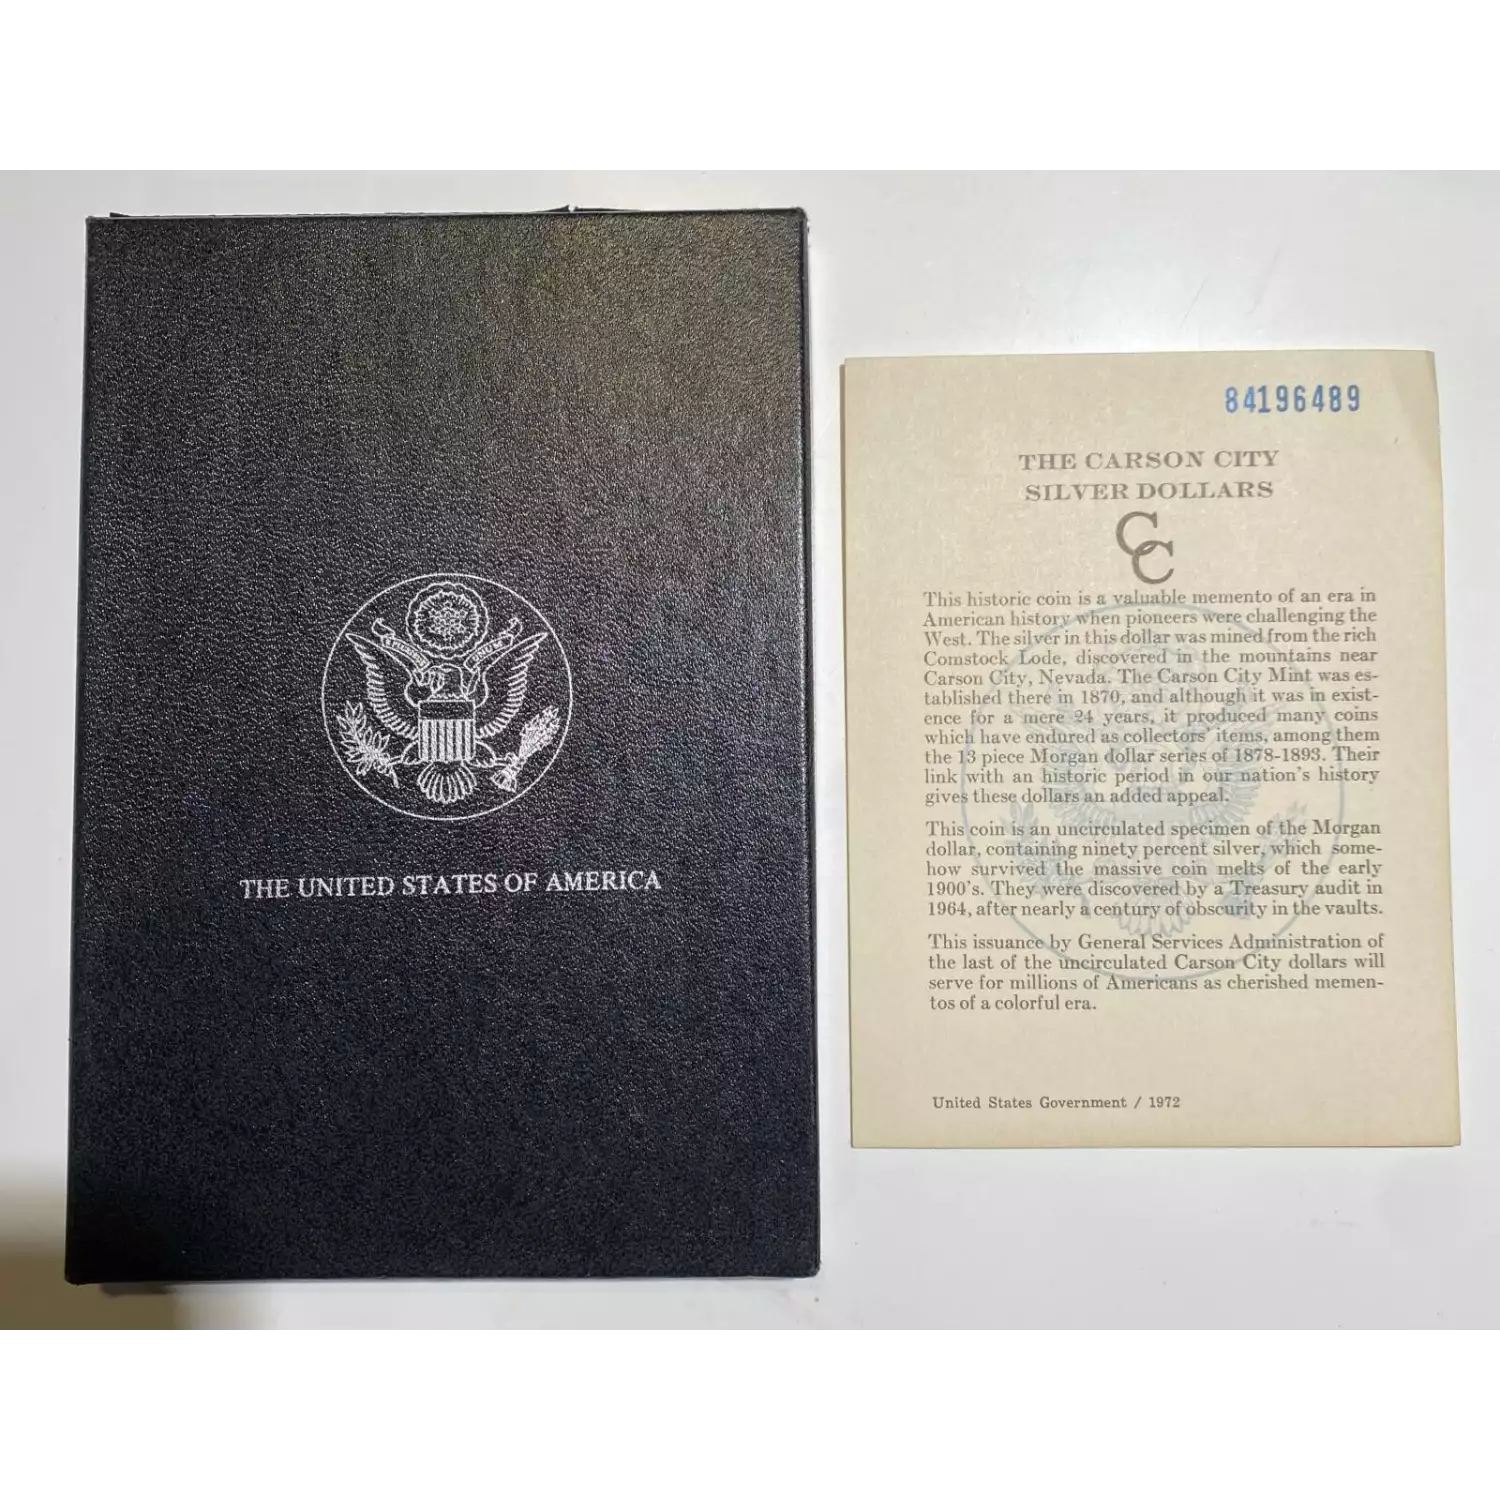 E PLURIBUS UNUM
THE UNITED STATES OF AMERICA
84196489
THE CARSON CITY
SILVER DOLLARS
CC
This historic coin is a valuable memento of an era in
American history when pioneers were challenging the
West. The silver in this dollar was mined from the rich
Comstock Lode, discovered in the mountains near
Carson City, Nevada. The Carson City Mint was es-
tablished there in 1870, and although it was in exist-
ence for a mere 24 years, it produced many coins
which have endured as collectors' items, among them
the 13 piece Morgan dollar series of 1878-1893. Their
link with an historic period in our nation's history
gives these dollars an added appeal.
This coin is an uncirculated specimen of the Morgan
dollar, containing ninety percent silver, which some-
how survived the massive coin melts of the early
1900's. They were discovered by a Treasury audit in
1964, after nearly a century of obscurity in the vaults.
This issuance by General Services Administration of
the last of the uncirculated Carson City dollars will
serve for millions of Americans as cherished memen-
tos of a colorful era.
United States Government / 1972